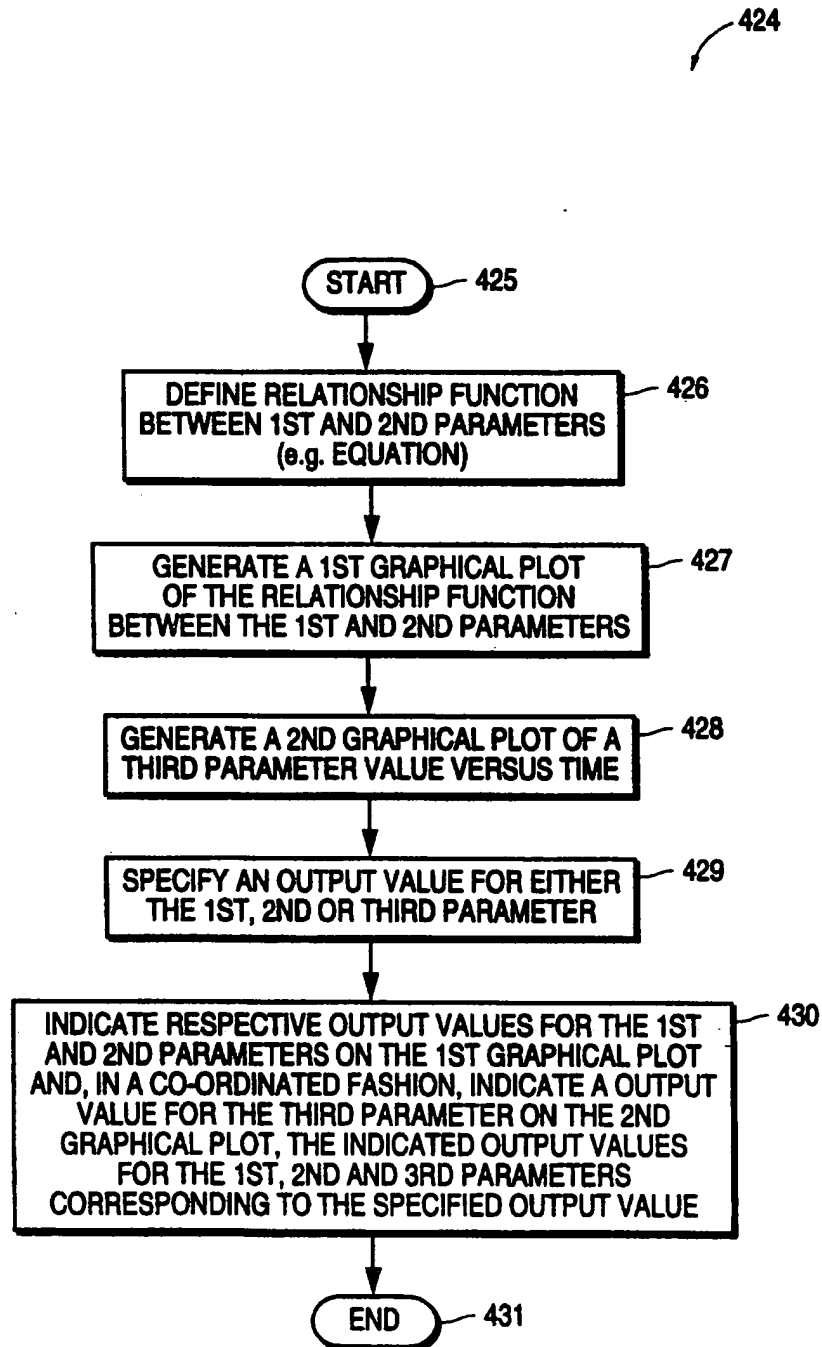 424
START
425
DEFINE RELATIONSHIP FUNCTION
BETWEEN 1ST AND 2ND PARAMETERS
(e.g. EQUATION)
426
GENERATE A 1ST GRAPHICAL PLOT
OF THE RELATIONSHIP FUNCTION
BETWEEN THE 1ST AND 2ND PARAMETERS
427
GENERATE A 2ND GRAPHICAL PLOT OF A
THIRD PARAMETER VALUE VERSUS TIME
428
SPECIFY AN OUTPUT VALUE FOR EITHER
THE 1ST, 2ND OR THIRD PARAMETER
429
INDICATE RESPECTIVE OUTPUT VALUES FOR THE 1ST
AND 2ND PARAMETERS ON THE 1ST GRAPHICAL PLOT
AND, IN A CO-ORDINATED FASHION, INDICATE A OUTPUT
VALUE FOR THE THIRD PARAMETER ON THE 2ND
GRAPHICAL PLOT, THE INDICATED OUTPUT VALUES
FOR THE 1ST, 2ND AND 3RD PARAMETERS
CORRESPONDING TO THE SPECIFIED OUTPUT VALUE
430
END
431